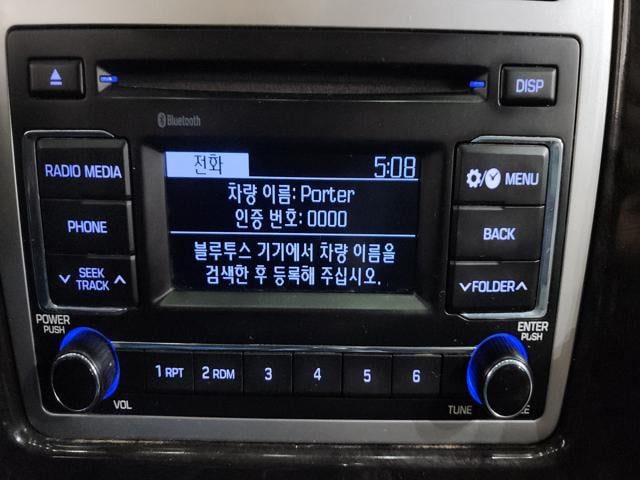 DISP
Bluetooth
전화 5:08
RADIO MEDIA
차량 이름: Porter
MENU
인증 번호: 0000
PHONE
BACK
블루투스 기기에서 차량 이름을
검색한 후 등록해 주십시오.
SEEK
TRACK
FOLDER
POWER
PUSH
ENTER
PUSH
1 RPT 2 RDM 3 4 5 6
VOL
TUNE